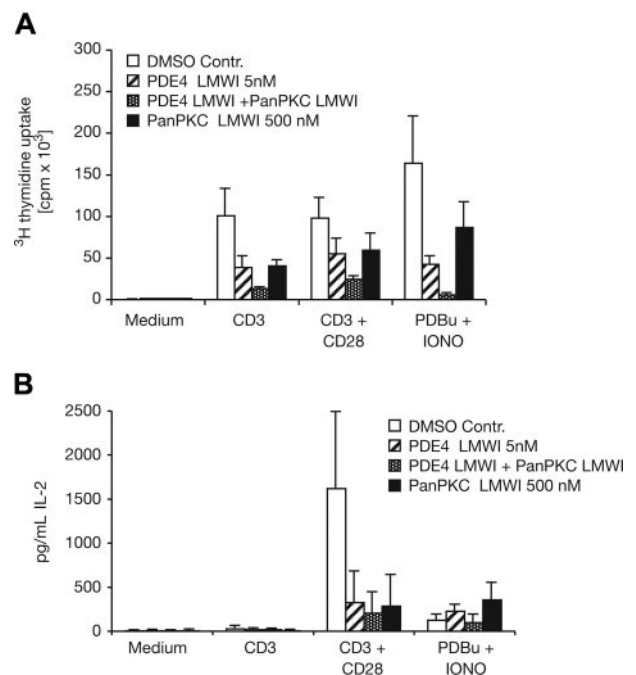 A
300
250
200
150
100
50
0
³H thymidine uptake
[cpm x 10³]
DMSO Contr.
PDE4 LMWI 5nM
PDE4 LMWI +PanPKC LMWI
PanPKC LMWI 500 nM
Medium
CD3
CD3 +
CD28
PDBu +
IONO
B
2500
2000
1500
1000
500
0
pg/mL IL-2
DMSO Contr.
PDE4 LMWI 5nM
PDE4 LMWI + PanPKC LMWI
PanPKC LMWI 500 nM
Medium
CD3
CD3 +
CD28
PDBu +
IONO